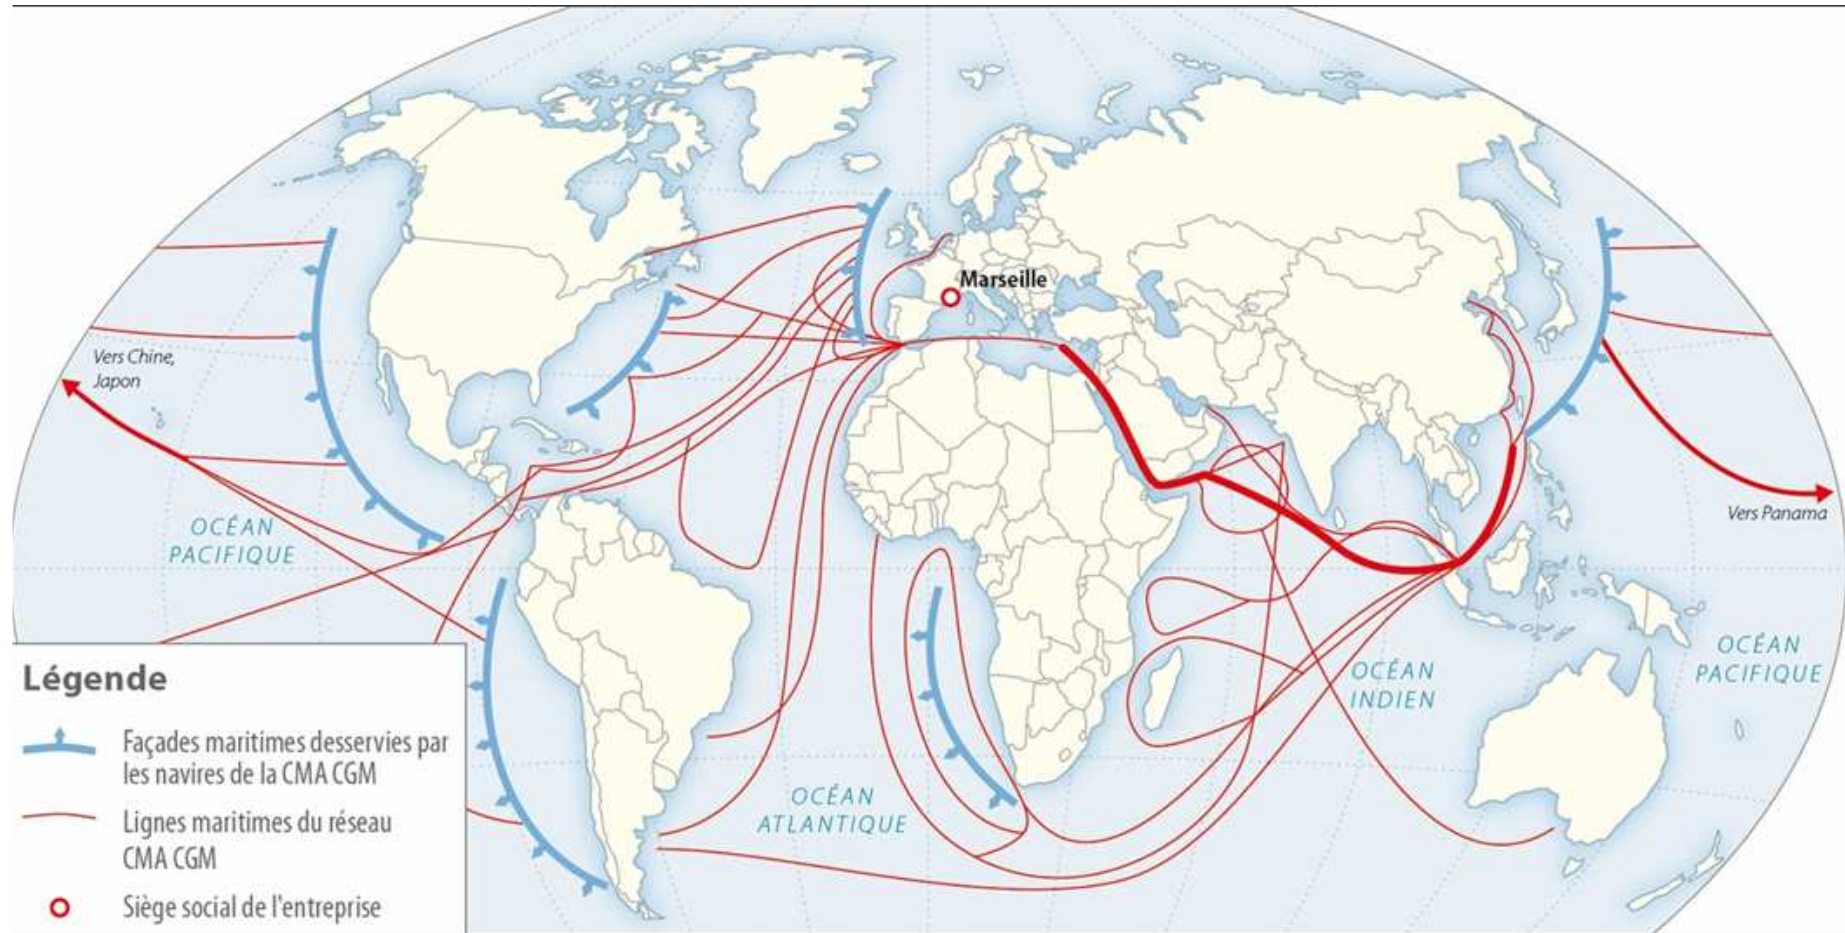 Marseille
Vers Chine,
Japon
OCÉAN
PACIFIQUE
Vers Panama
OCÉAN
PACIFIQUE
OCÉAN
INDIEN
OCÉAN
ATLANTIQUE
Légende
Façades maritimes desservies par
les navires de la CMA CGM
Lignes maritimes du réseau
CMA CGM
Siège social de l'entreprise